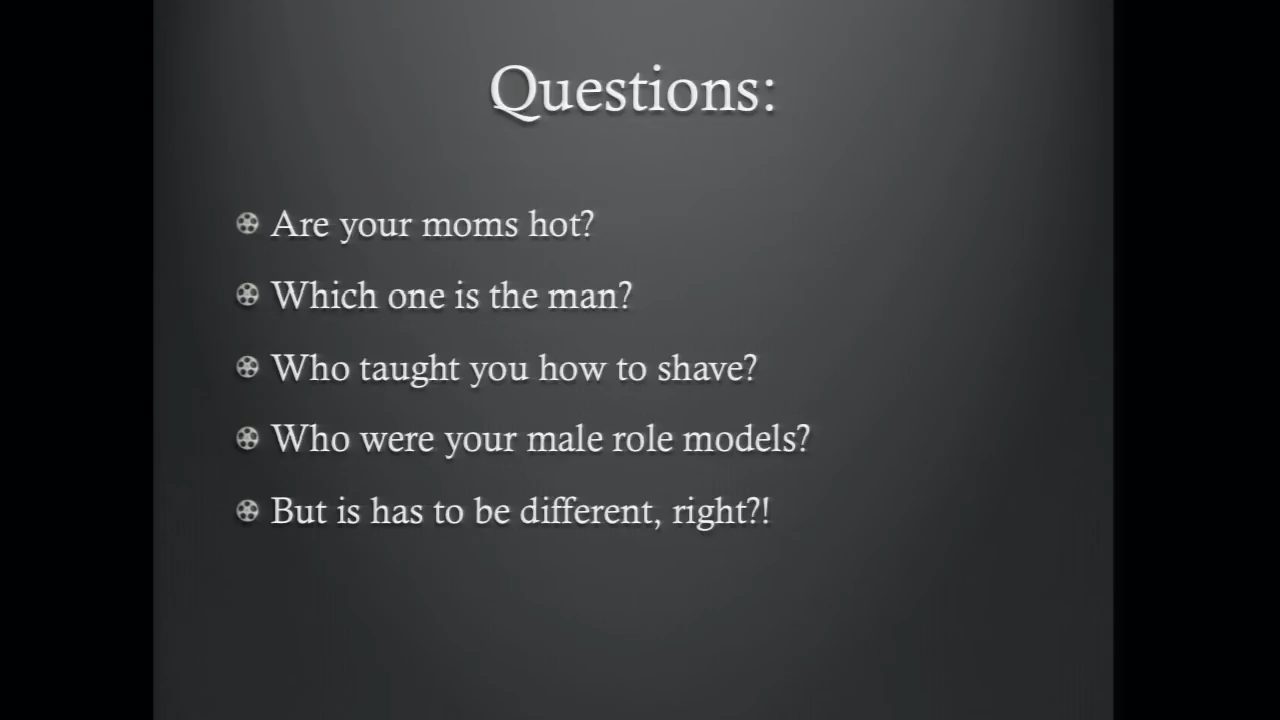 Questions:
Are your moms hot?
Which one is the man?
Who taught you how to shave?
Who were your male role models?
But is has to be different, right?!